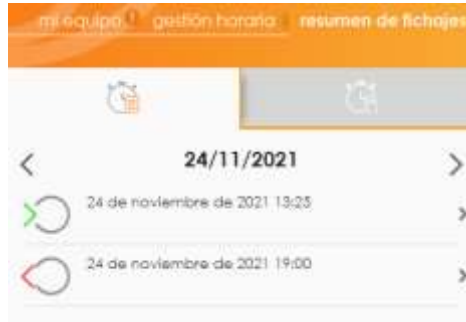 mi equipo gestión horaria resumen de fichajes
24/11/2021
24 de noviembre de 2021 13:25
24 de noviembre de 2021 19:00